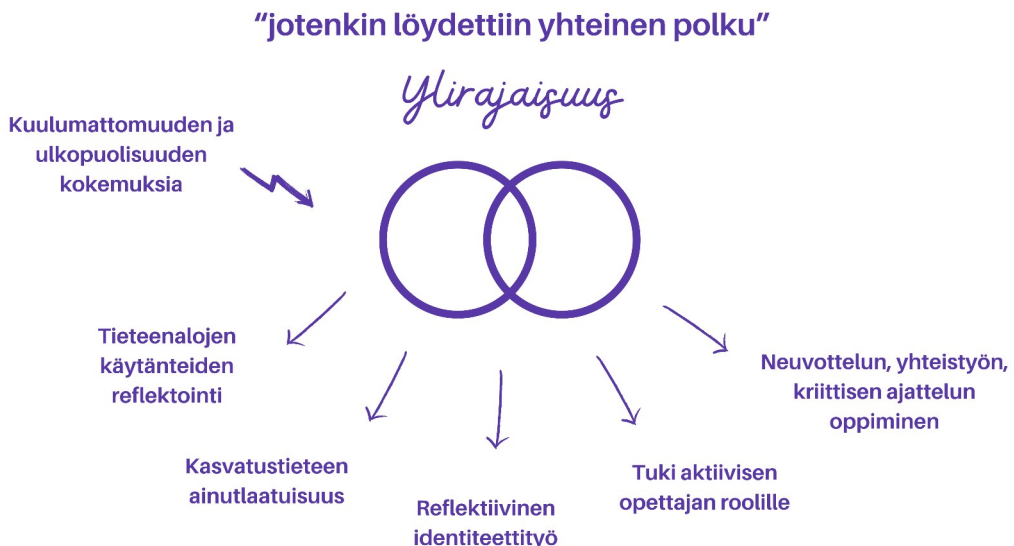 “jotenkin löydettiin yhteinen polku”
Ylirajaisuus
Kuulumattomuuden ja
ulkopuolisuuden
kokemuksia
Tieteenalojen
käytänteiden
reflektointi
Kasvatustieteen
ainutlaatuisuus
Reflektiivinen
identiteettityö
Tuki aktiivisen
opettajan roolille
Neuvottelun, yhteistyön,
kriittisen ajattelun
oppiminen